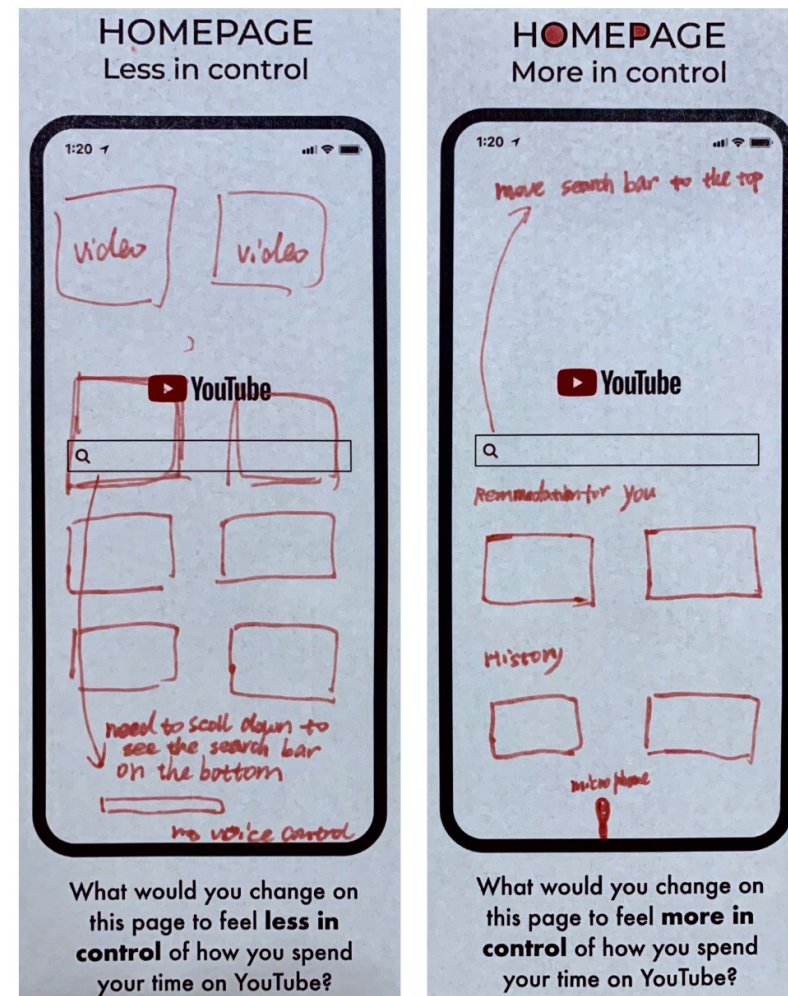 HOMEPAGE
Less in control
1:20
video
video
YouTube
need to scoll down to
see the search bar
on the bottom
no voice control
What would you change on
this page to feel less in
control of how you spend
your time on YouTube?
HOMEPAGE
More in control
1:20
move search bar to the top
YouTube
for you
History
microphone
What would you change on
this page to feel more in
control of how you spend
your time on YouTube?